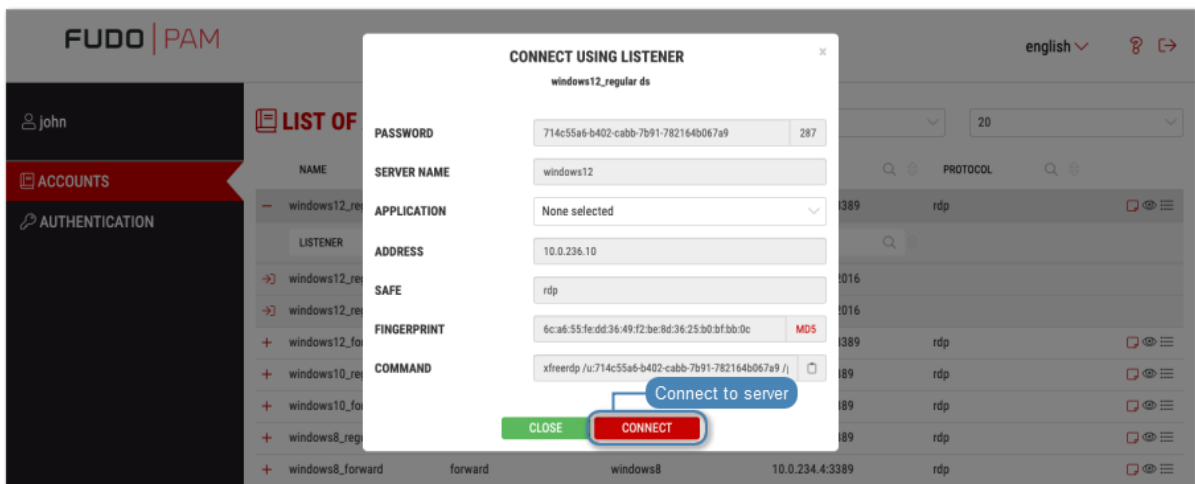 FUDO PAM
english
john
ACCOUNTS
AUTHENTICATION
LIST OF
20
NAME
PROTOCOL
windows12_re
389
rdp
LISTENER
windows12_re
2016
windows12_re
2016
windows12_fo
3389
rdp
windows10_re
389
rdp
windows10_fo
389
rdp
windows8_regu
389
rdp
windows8_forward
forward
windows8
10.0.234.4:3389
rdp
CONNECT USING LISTENER
×
windows12_regular ds
PASSWORD
714c55a6-b402-cabb-7b91-782164b067a9
287
SERVER NAME
windows12
APPLICATION
None selected
ADDRESS
10.0.236.10
SAFE
rdp
FINGERPRINT
6c:a6:55:fe:dd:36:49:f2:be:8d:36:25:b0:bf:bb:0c
MD5
COMMAND
xfreerdp /u:714c55a6-b402-cabb-7b91-782164b067a9 /
Connect to server
CLOSE
CONNECT